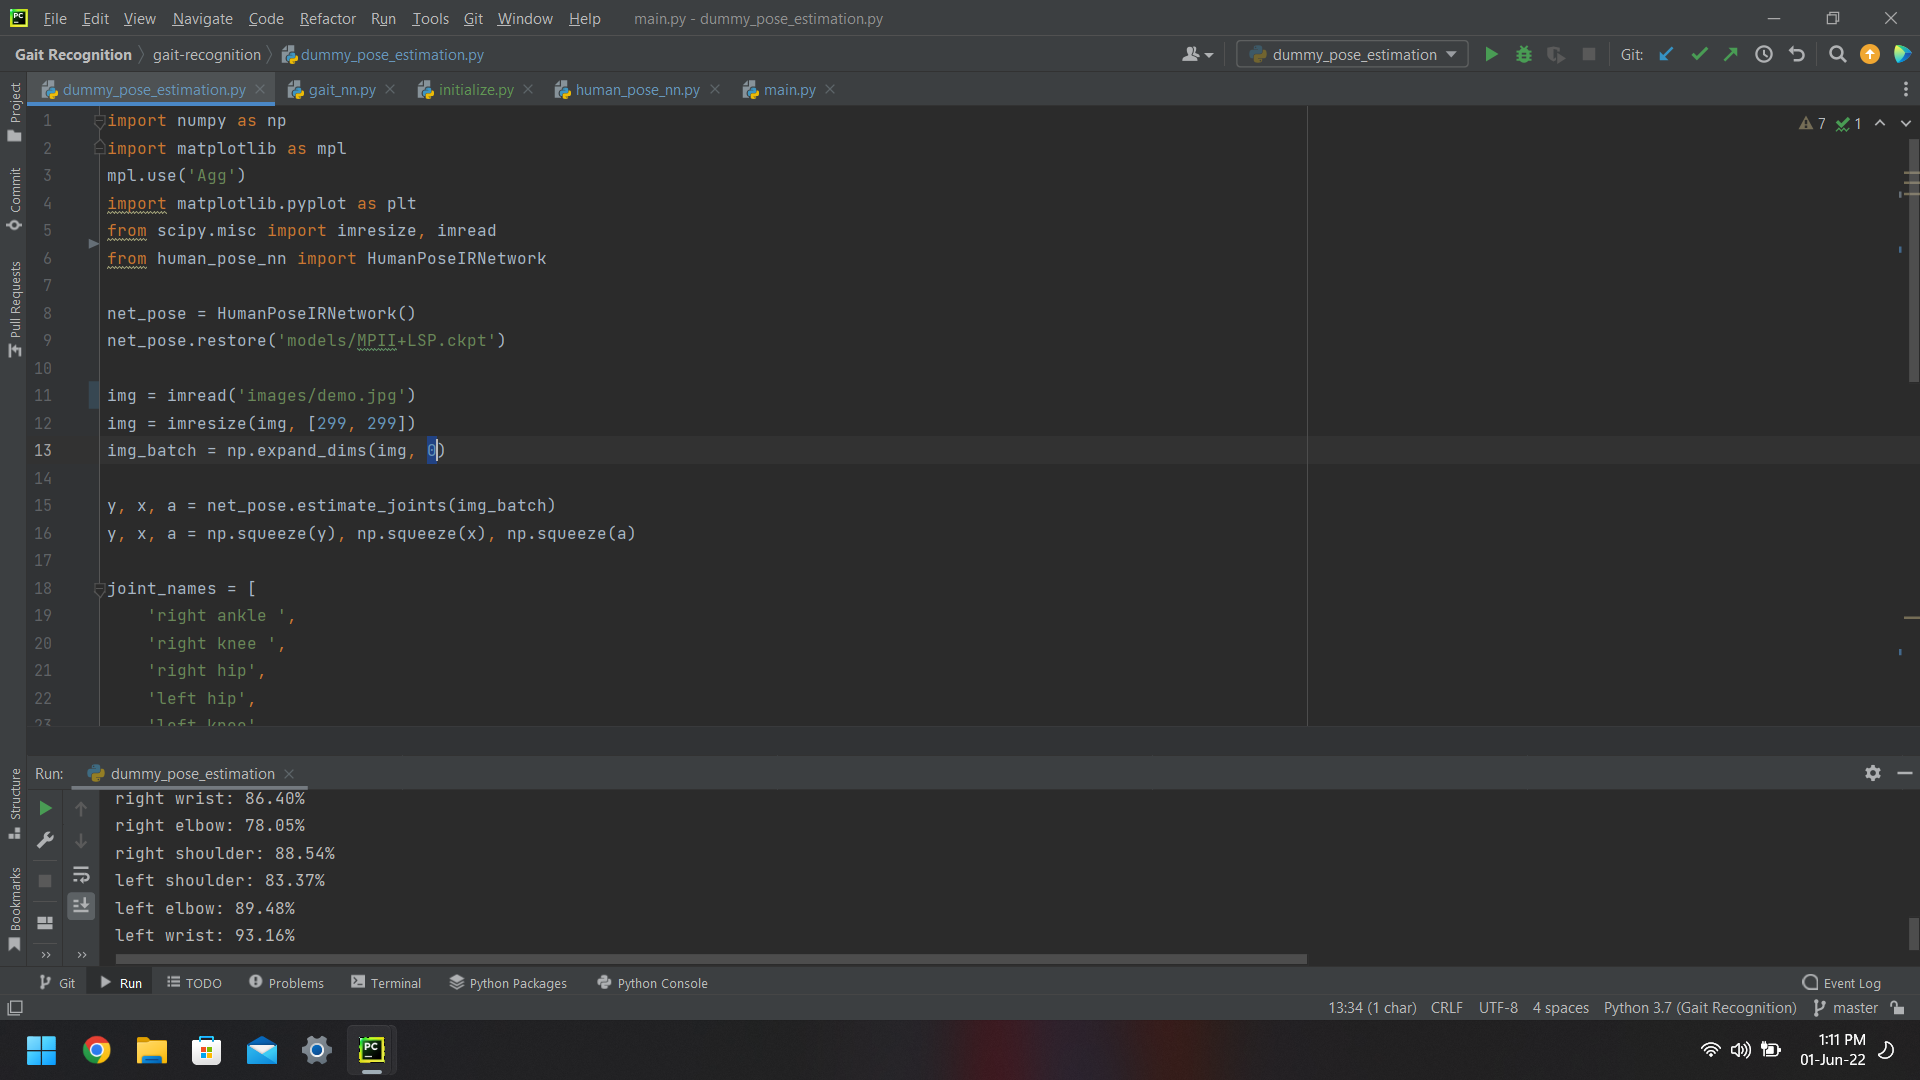 File Edit View Navigate Code Refactor Run Tools Git Window Help main.py - dummy_pose_estimation.py
Gait Recognition gait-recognition dummy_pose_estimation.py dummy_pose_estimation Git:
dummy_pose_estimation.py gait_nn.py initialize.py human_pose_nn.py main.py
Project
Commit
Pull Requests
7 1
1 import numpy as np
2 import matplotlib as mpl
3 mpl.use('Agg')
4 import matplotlib.pyplot as plt
5 from scipy.misc import imresize, imread
6 from human_pose_nn import HumanPoseIRNetwork
7
8 net_pose = HumanPoseIRNetwork()
9 net_pose.restore('models/MPII+LSP.ckpt')
10
11 img = imread('images/demo.jpg')
12 img = imresize(img, [299, 299])
13 img_batch = np.expand_dims(img, 0)
14
15 y, x, a = net_pose.estimate_joints(img_batch)
16 y, x, a = np.squeeze(y), np.squeeze(x), np.squeeze(a)
17
18 joint_names = [
19 'right ankle ',
20 'right knee ',
21 'right hip',
22 'left hip',
23 'left knee'
Structure
Bookmarks
Run: dummy_pose_estimation
right wrist: 86.40%
right elbow: 78.05%
right shoulder: 88.54%
left shoulder: 83.37%
left elbow: 89.48%
left wrist: 93.16%
Git Run TODO Problems Terminal Python Packages Python Console Event Log
13:34 (1 char) CRLF UTF-8 4 spaces Python 3.7 (Gait Recognition) master
PC
1:11 PM
01-Jun-22